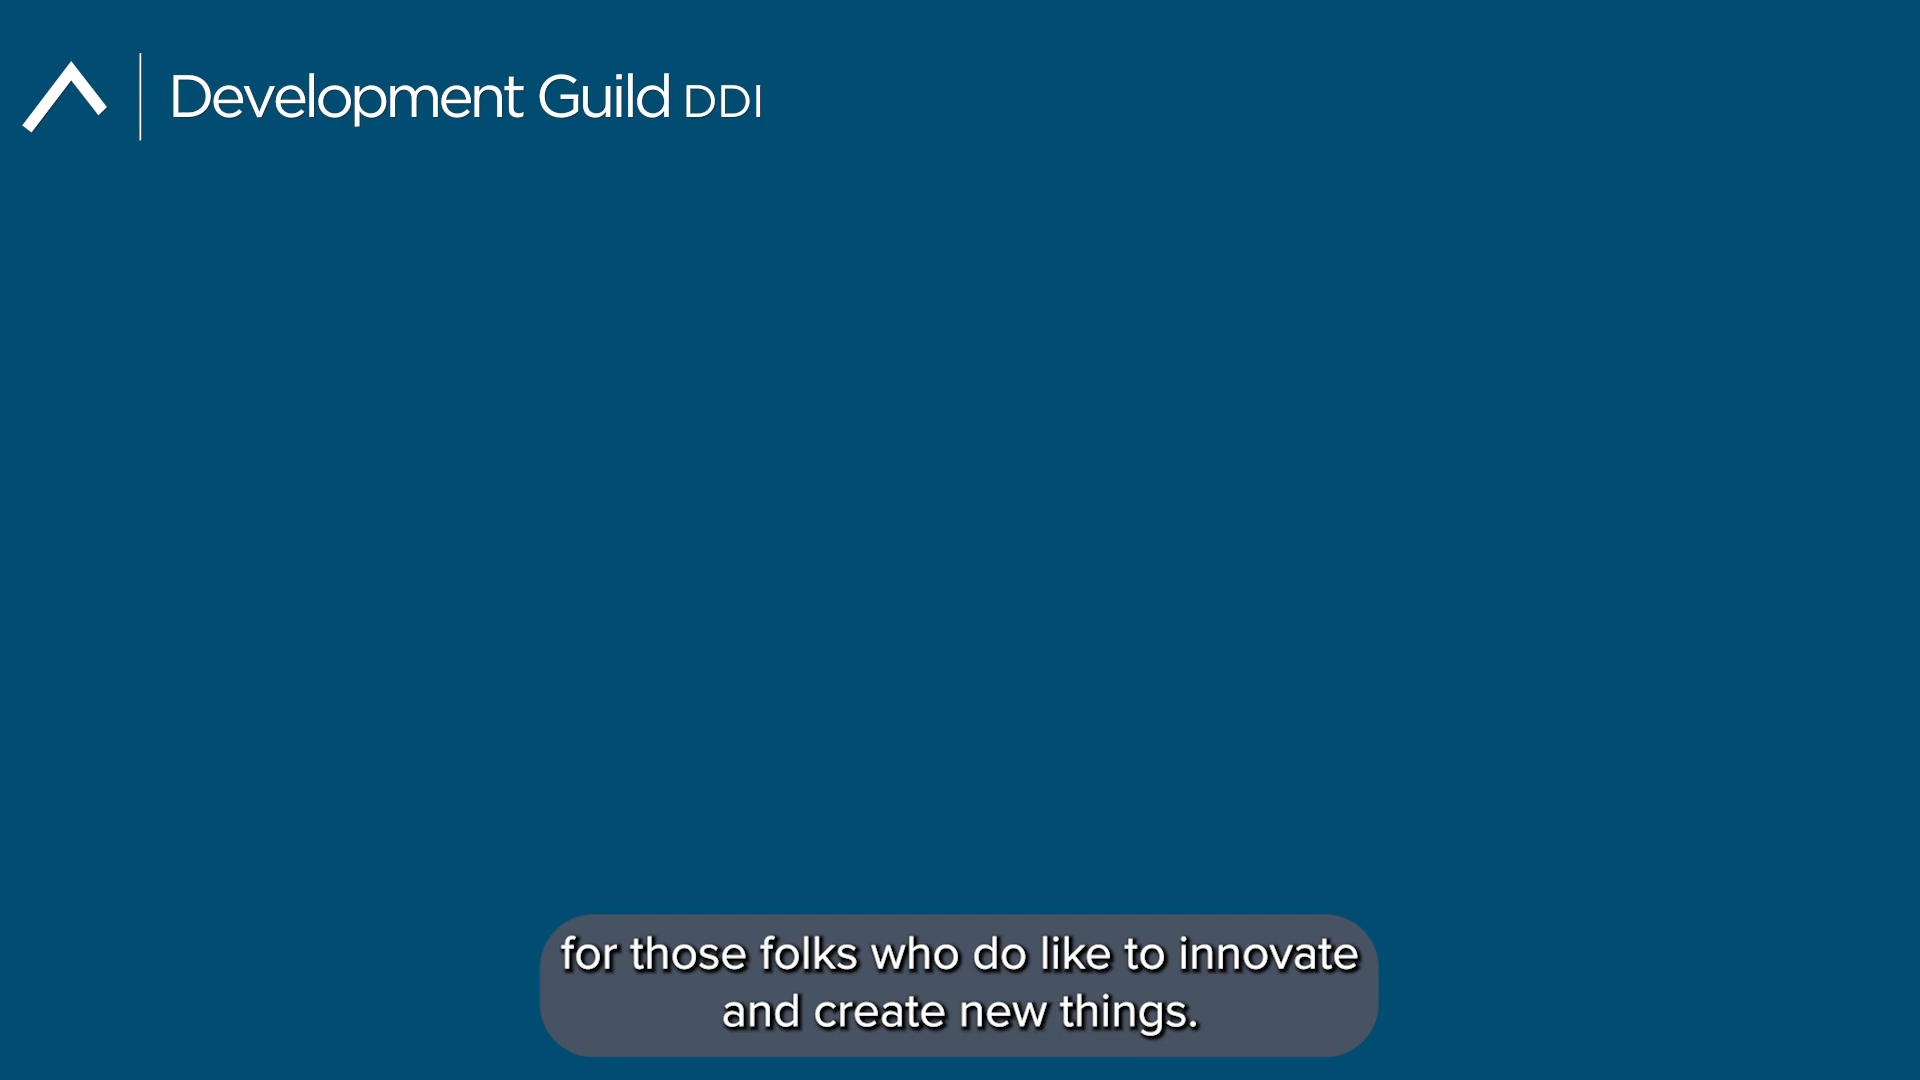 Development Guild DDI
for those folks who do like to innovate
and create new things.